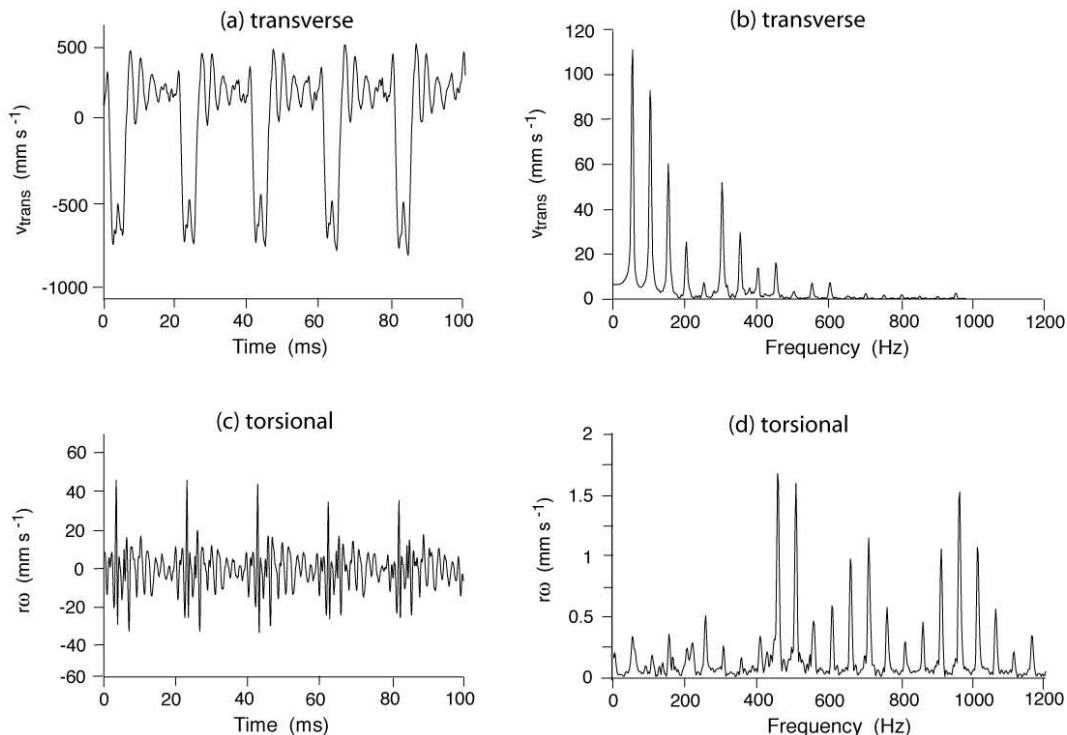 (a) transverse
500
0
-500
-1000
v_trans (mm s⁻¹)
0 20 40 60 80 100
Time (ms)
(b) transverse
120
100
80
60
40
20
0
v_trans (mm s⁻¹)
0 200 400 600 800 1000 1200
Frequency (Hz)
(c) torsional
60
40
20
0
-20
-40
-60
rω (mm s⁻¹)
0 20 40 60 80 100
Time (ms)
(d) torsional
2
1.5
1
0.5
0
rω (mm s⁻¹)
0 200 400 600 800 1000 1200
Frequency (Hz)